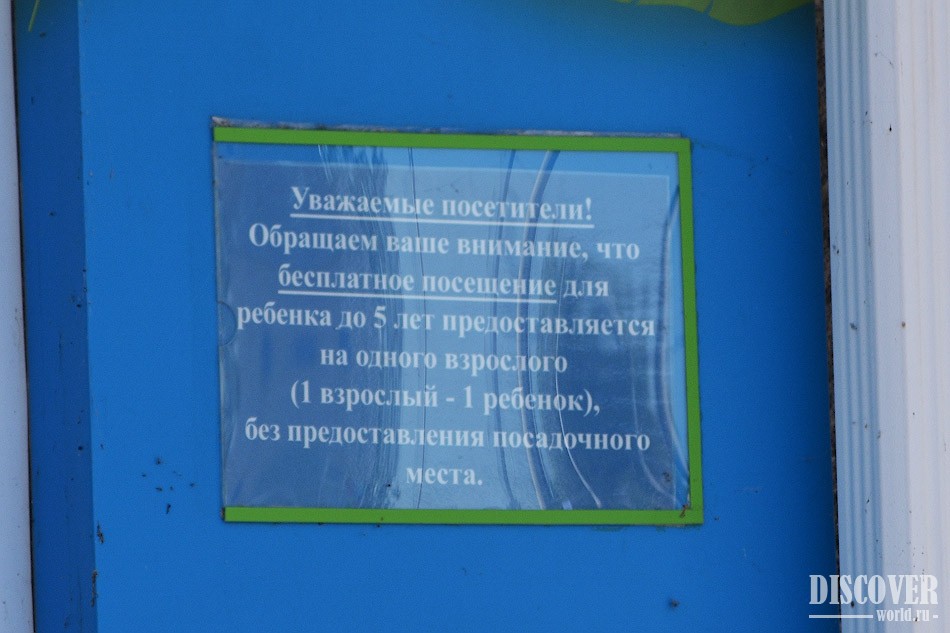 Уважаемые посетители!
Обращаем ваше внимание, что
бесплатное посещение для
ребенка до 5 лет предоставляется
на одного взрослого
(1 взрослый - 1 ребенок),
без предоставления посадочного
места.
DISCOVER
world.ru